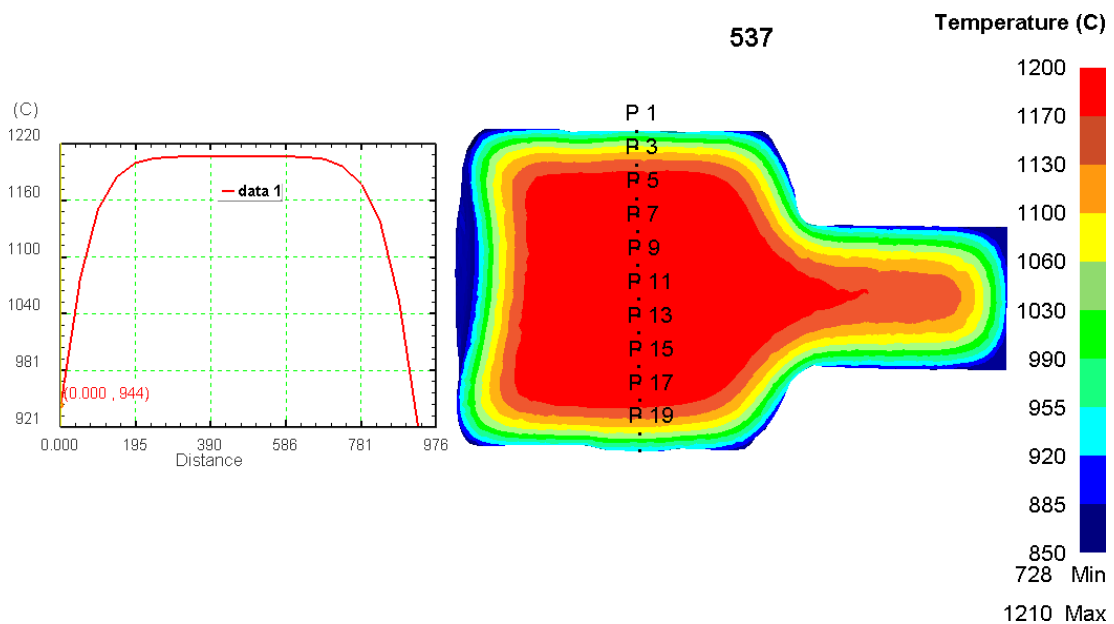 537
Temperature (C)
(C)
1220
1160
1100
1040
981
921
data 1
(0.000 , 944)
0.000
195
390
586
781
976
Distance
P 1
P 3
P 5
P 7
P 9
P 11
P 13
P 15
P 17
P 19
1200
1170
1130
1100
1060
1030
990
955
920
885
850
728 Min
1210 Max